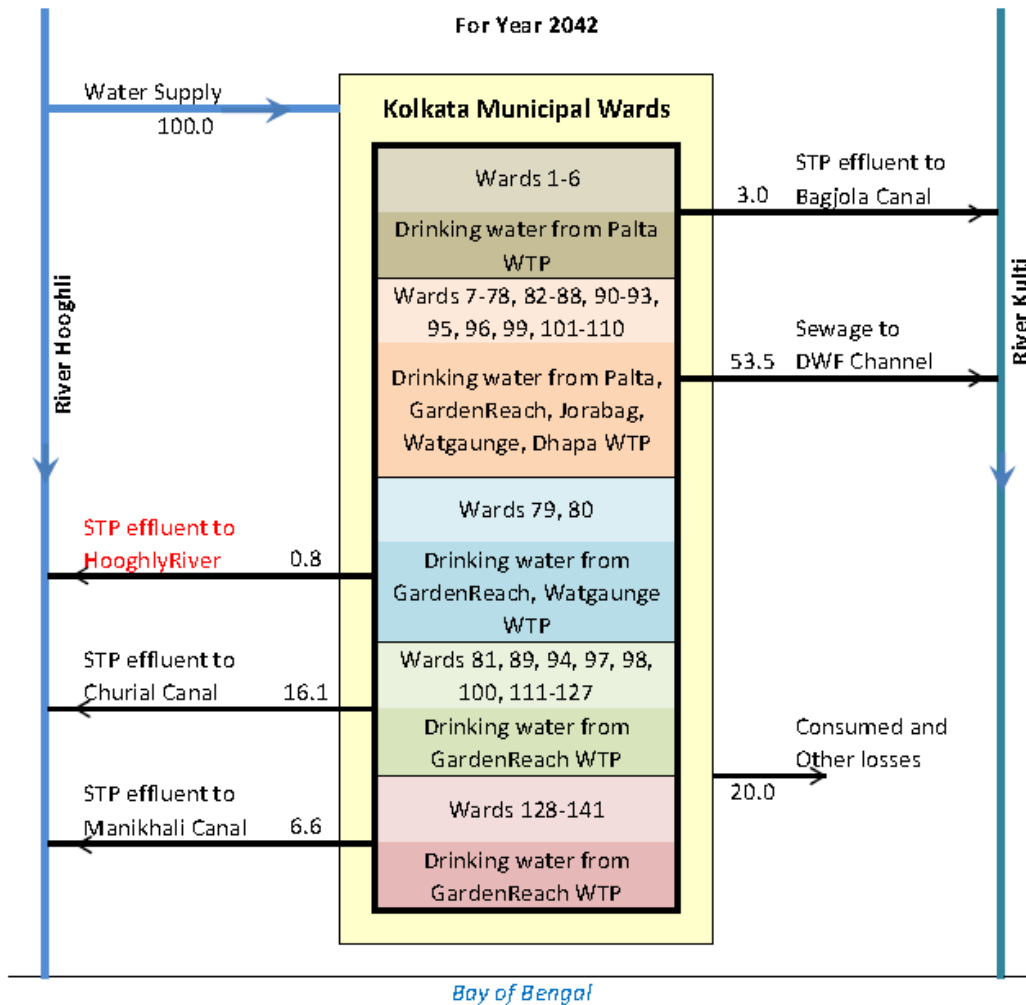 For Year 2042
Water Supply
100.0
Kolkata Municipal Wards
Wards 1-6
Drinking water from Palta
WTP
Wards 7-78, 82-88, 90-93,
95, 96, 99, 101-110
Drinking water from Palta,
GardenReach, Jorabag,
Watgaunge, Dhapa WTP
Wards 79, 80
Drinking water from
GardenReach, Watgaunge
WTP
Wards 81, 89, 94, 97, 98,
100, 111-127
Drinking water from
GardenReach WTP
Wards 128-141
Drinking water from
GardenReach WTP
STP effluent to
3.0 Bagjola Canal
Sewage to
53.5 DWF Channel
Consumed and
Other losses
20.0
River Hooghli
River Kulti
STP effluent to
HooghlyRiver 0.8
STP effluent to
Churial Canal 16.1
STP effluent to
Manikhali Canal 6.6
Bay of Bengal